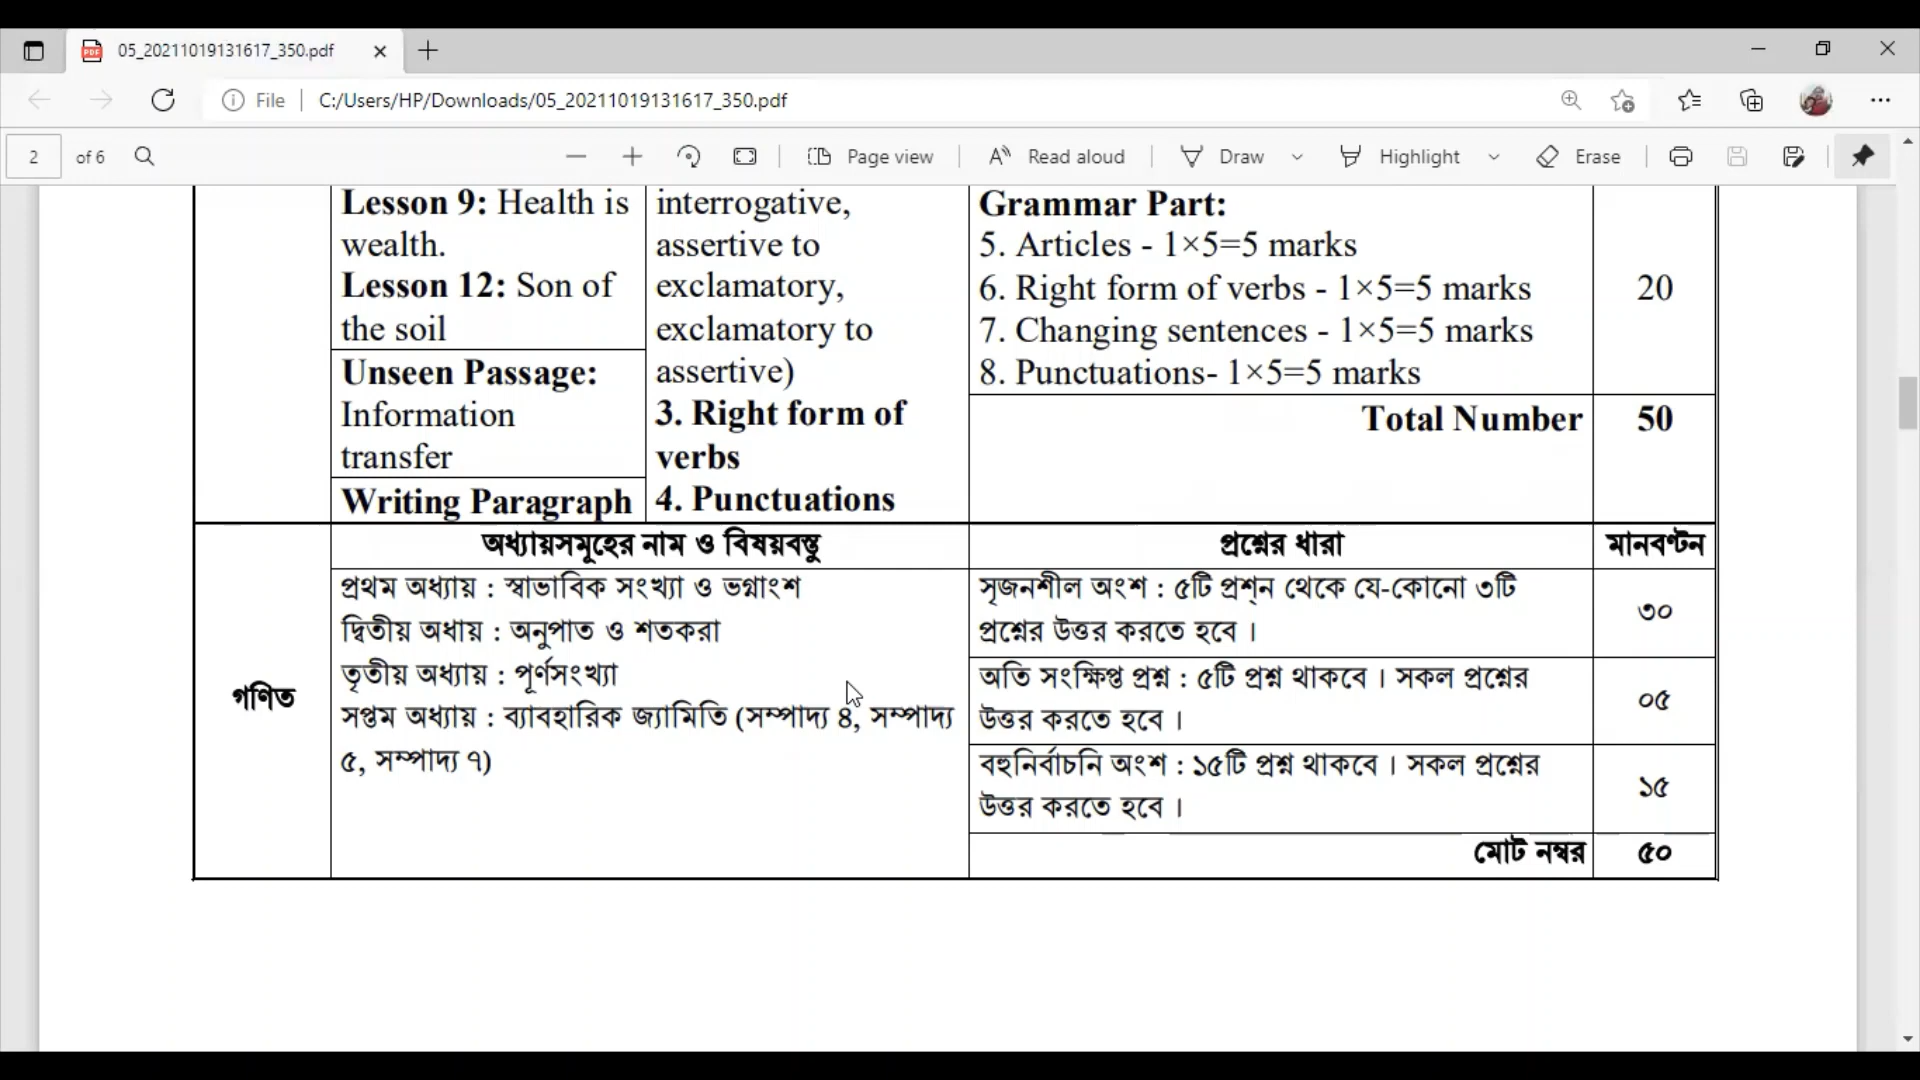 05_20211019131617_350.pdf
File
C:/Users/HP/Downloads/05_20211019131617_350.pdf
2 of 6
Page view
Read aloud
Draw
Highlight
Erase
Lesson 9: Health is
wealth.
Lesson 12: Son of
the soil
Unseen Passage:
Information
transfer
Writing Paragraph
interrogative,
assertive to
exclamatory,
exclamatory to
assertive)
3. Right form of
verbs
4. Punctuations
Grammar Part:
5. Articles - 1×5=5 marks
6. Right form of verbs - 1×5=5 marks
7. Changing sentences - 1×5=5 marks
8. Punctuations- 1×5=5 marks
20
Total Number
50
গণিত
অধ্যায়সমূহের নাম ও বিষয়বস্তু
প্রশ্নের ধারা
মানবণ্টন
প্রথম অধ্যায় : স্বাভাবিক সংখ্যা ও ভগ্নাংশ
দ্বিতীয় অধায় : অনুপাত ও শতকরা
তৃতীয় অধ্যায় : পূর্ণসংখ্যা
সপ্তম অধ্যায় : ব্যাবহারিক জ্যামিতি (সম্পাদ্য ৪, সম্পাদ্য
৫, সম্পাদ্য ৭)
সৃজনশীল অংশ : ৫টি প্রশ্ন থেকে যে-কোনো ৩টি
প্রশ্নের উত্তর করতে হবে।
৩০
অতি সংক্ষিপ্ত প্রশ্ন : ৫টি প্রশ্ন থাকবে। সকল প্রশ্নের
উত্তর করতে হবে।
০৫
বহুনির্বাচনি অংশ : ১৫টি প্রশ্ন থাকবে। সকল প্রশ্নের
উত্তর করতে হবে।
১৫
মোট নম্বর
৫০